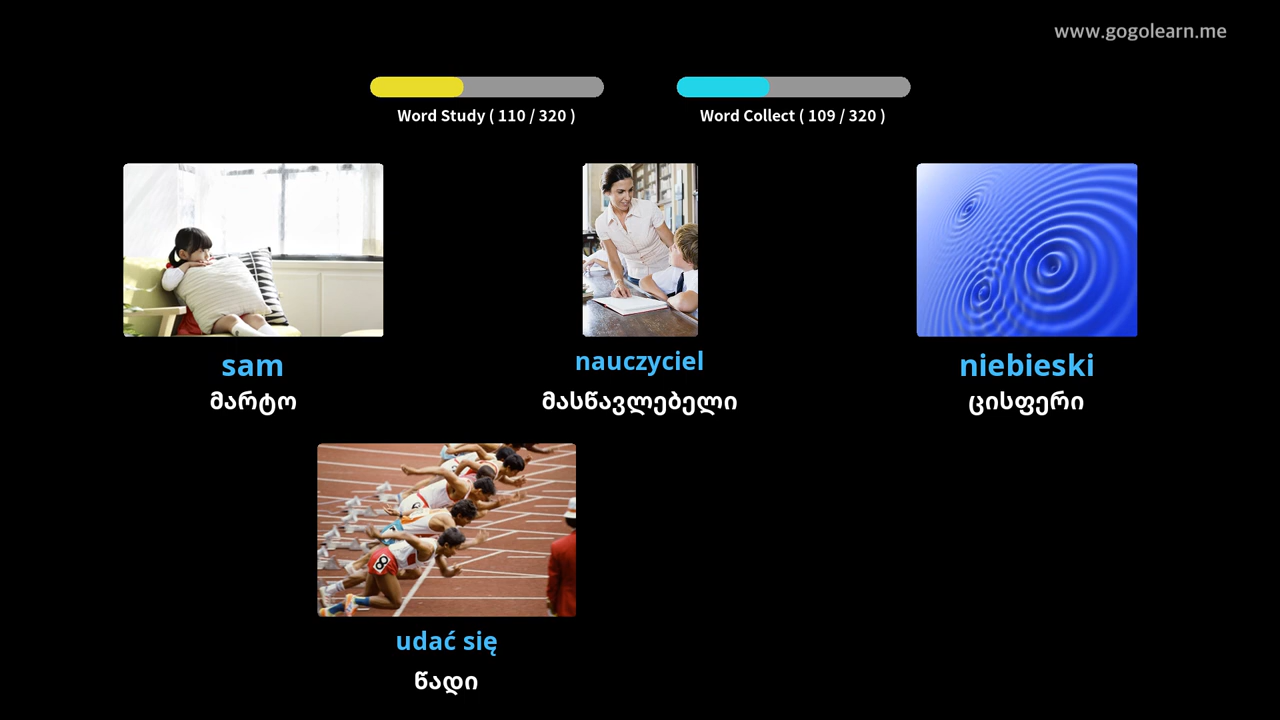 www.gogolearn.me
Word Study ( 110 / 320 )
Word Collect ( 109 / 320 )
sam
მარტო
nauczyciel
მასწავლებელი
niebieski
ცისფერი
udać się
წადი